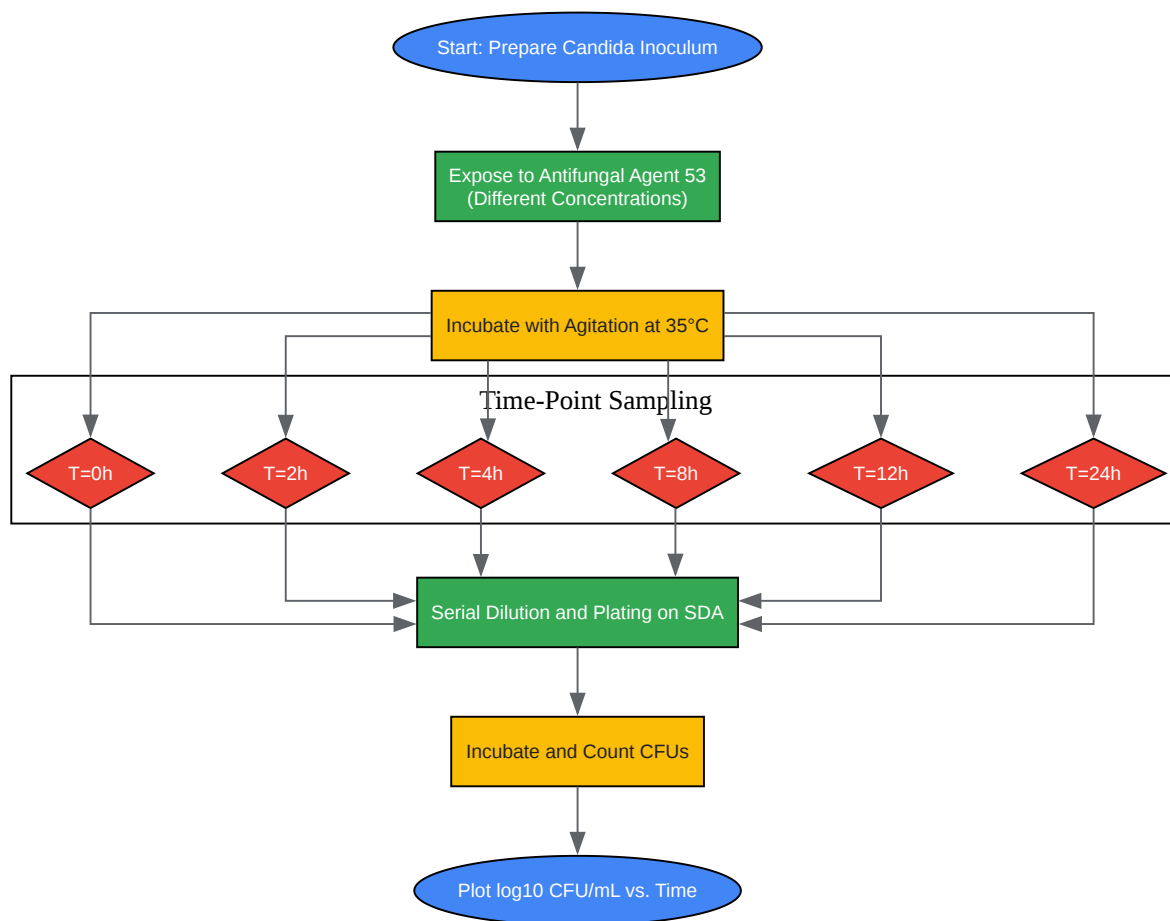 Start: Prepare Candida Inoculum
Expose to Antifungal Agent 53
(Different Concentrations)
Incubate with Agitation at 35°C
Time-Point Sampling
T=0h
T=2h
T=4h
T=8h
T=12h
T=24h
Serial Dilution and Plating on SDA
Incubate and Count CFUs
Plot log10 CFU/mL vs. Time